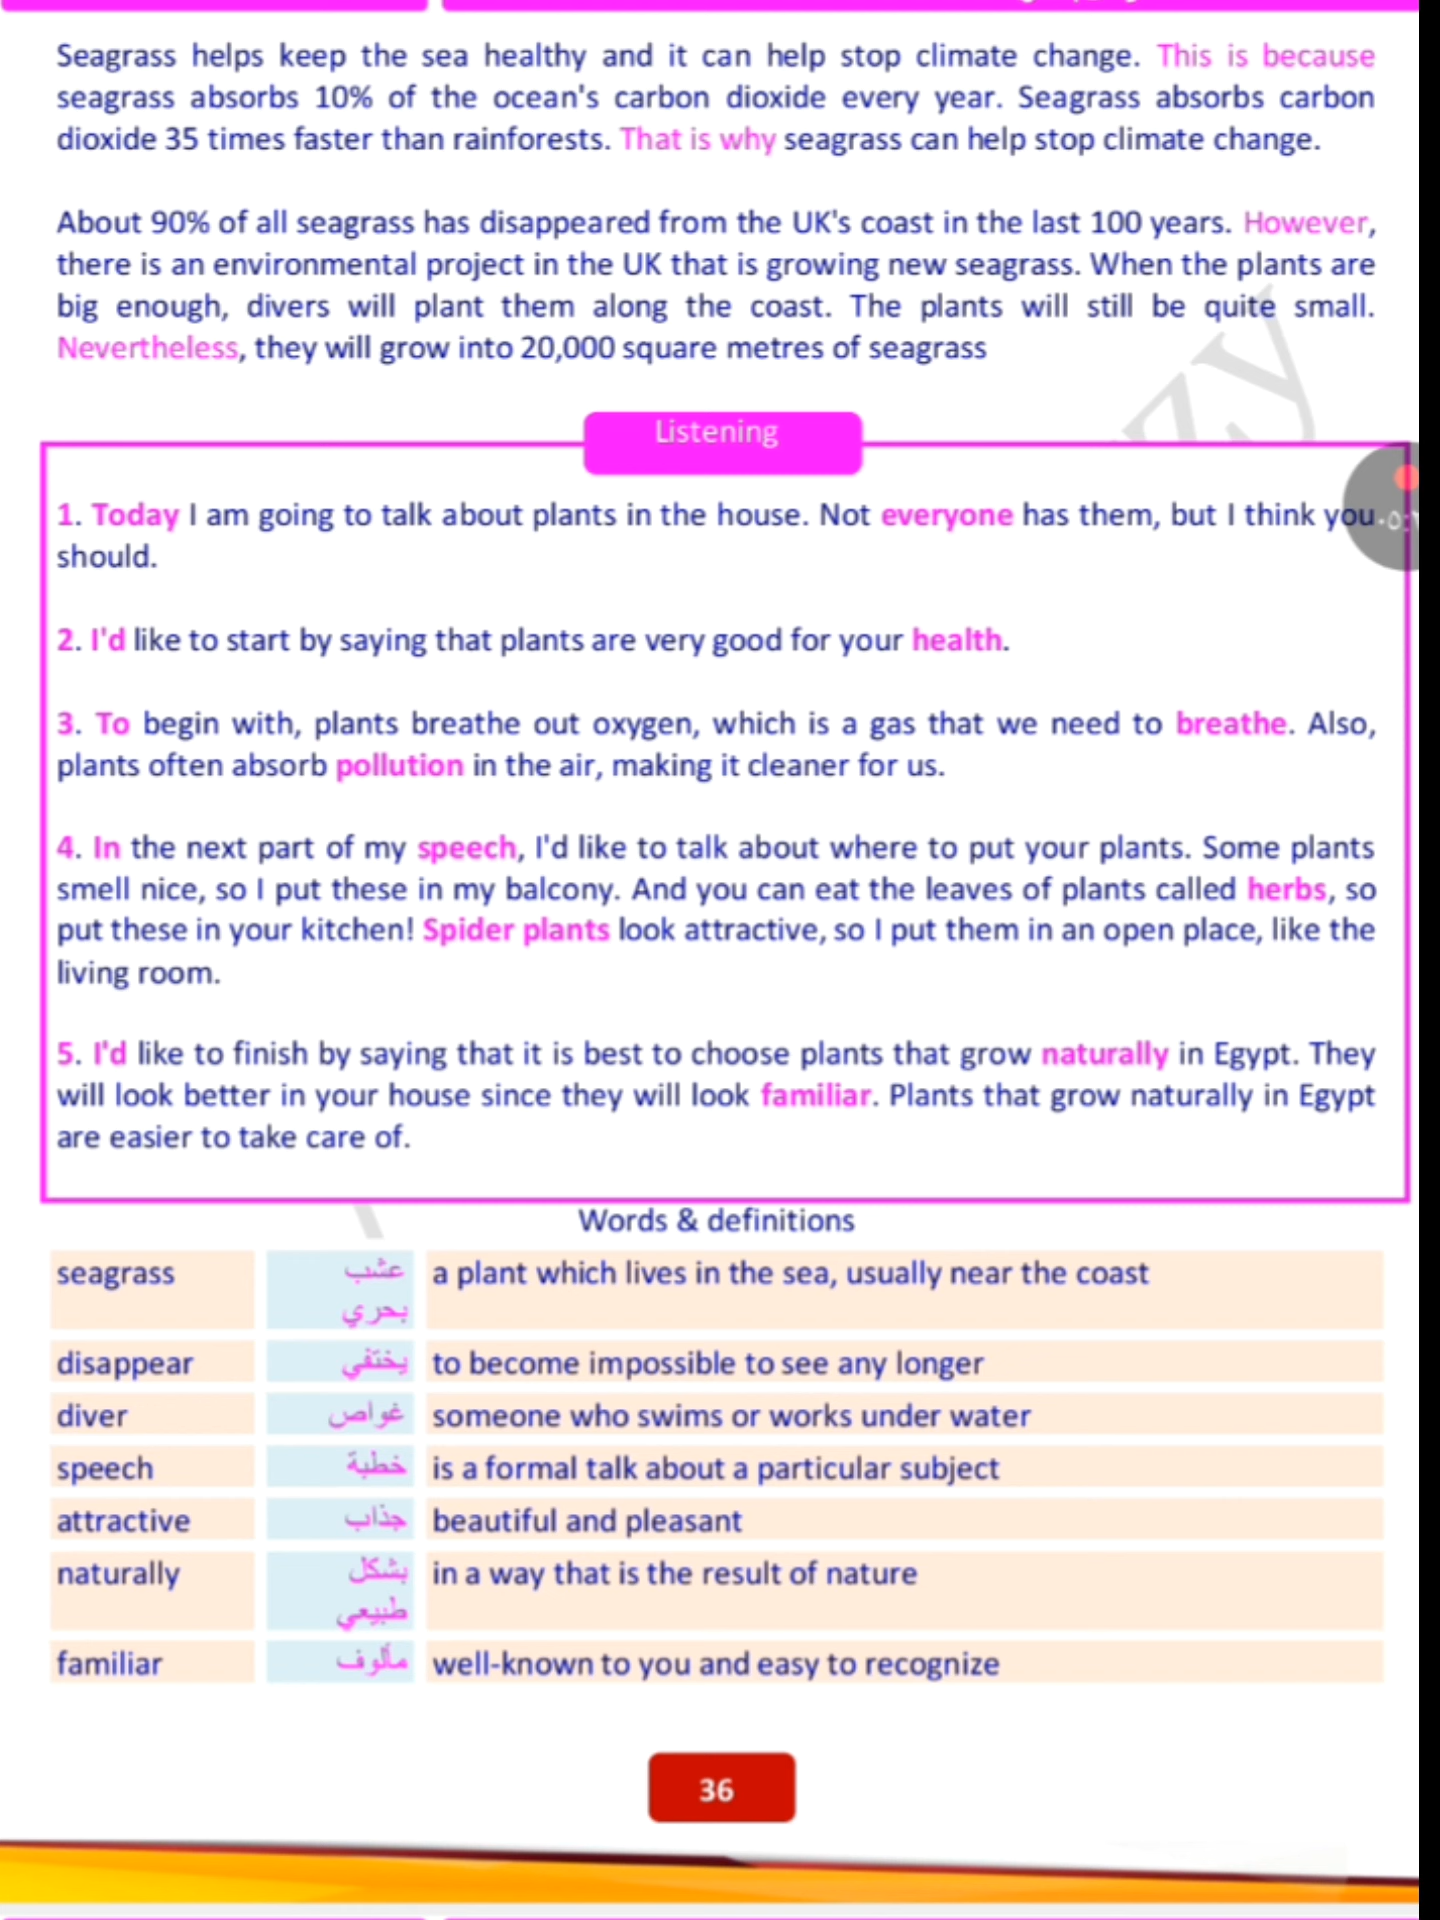 Seagrass helps keep the sea healthy and it can help stop climate change. This is because
seagrass absorbs 10% of the ocean's carbon dioxide every year. Seagrass absorbs carbon
dioxide 35 times faster than rainforests. That is why seagrass can help stop climate change.
About 90% of all seagrass has disappeared from the UK's coast in the last 100 years. However,
there is an environmental project in the UK that is growing new seagrass. When the plants are
big enough, divers will plant them along the coast. The plants will still be quite small.
Nevertheless, they will grow into 20,000 square metres of seagrass
Listening
1. Today I am going to talk about plants in the house. Not everyone has them, but I think you
should.
2. I'd like to start by saying that plants are very good for your health.
3. To begin with, plants breathe out oxygen, which is a gas that we need to breathe. Also,
plants often absorb pollution in the air, making it cleaner for us.
4. In the next part of my speech, I'd like to talk about where to put your plants. Some plants
smell nice, so I put these in my balcony. And you can eat the leaves of plants called herbs, so
put these in your kitchen! Spider plants look attractive, so I put them in an open place, like the
living room.
5. I'd like to finish by saying that it is best to choose plants that grow naturally in Egypt. They
will look better in your house since they will look familiar. Plants that grow naturally in Egypt
are easier to take care of.
Words & definitions
seagrass عشب a plant which lives in the sea, usually near the coast
بحري
disappear يختفي to become impossible to see any longer
diver غواص someone who swims or works under water
speech خطبة is a formal talk about a particular subject
attractive جذاب beautiful and pleasant
naturally بشكل in a way that is the result of nature
طبيعي
familiar مألوف well-known to you and easy to recognize
36